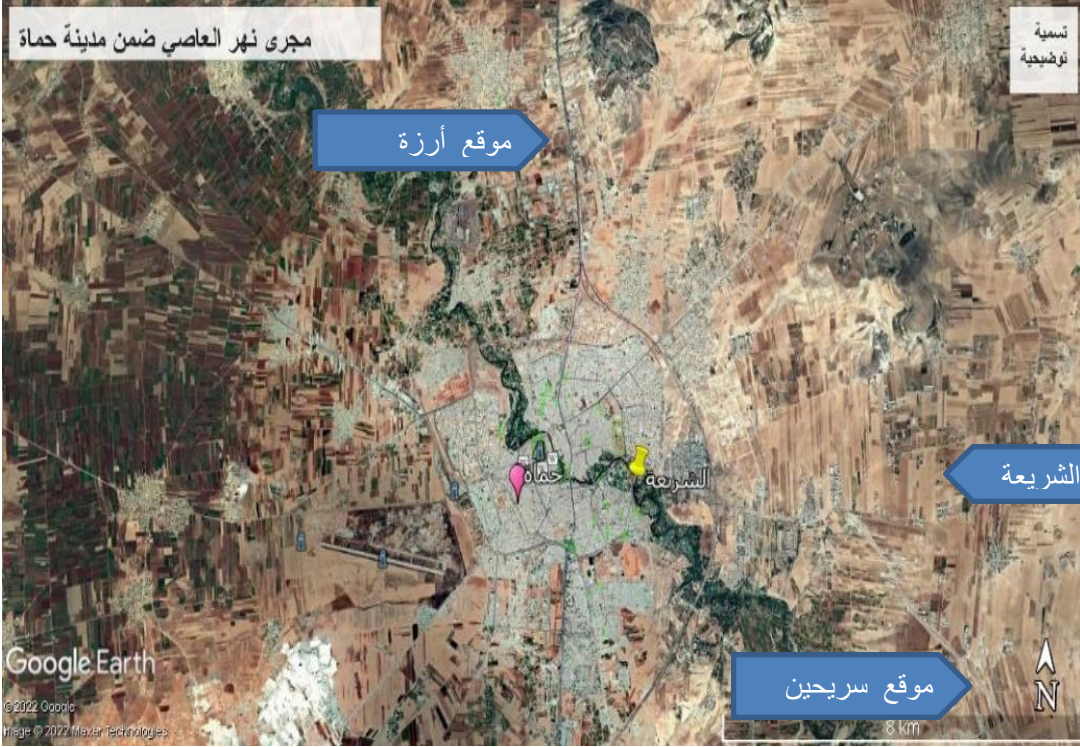 مجرى نهر العاصي ضمن مدينة حماة
تسمية
توضيحية
موقع أرزة
حماة
الشريعة
الشريعة
موقع سريحين
Google Earth
©2022 Google
Image © 2022 Maxar Technologies
N
8 km